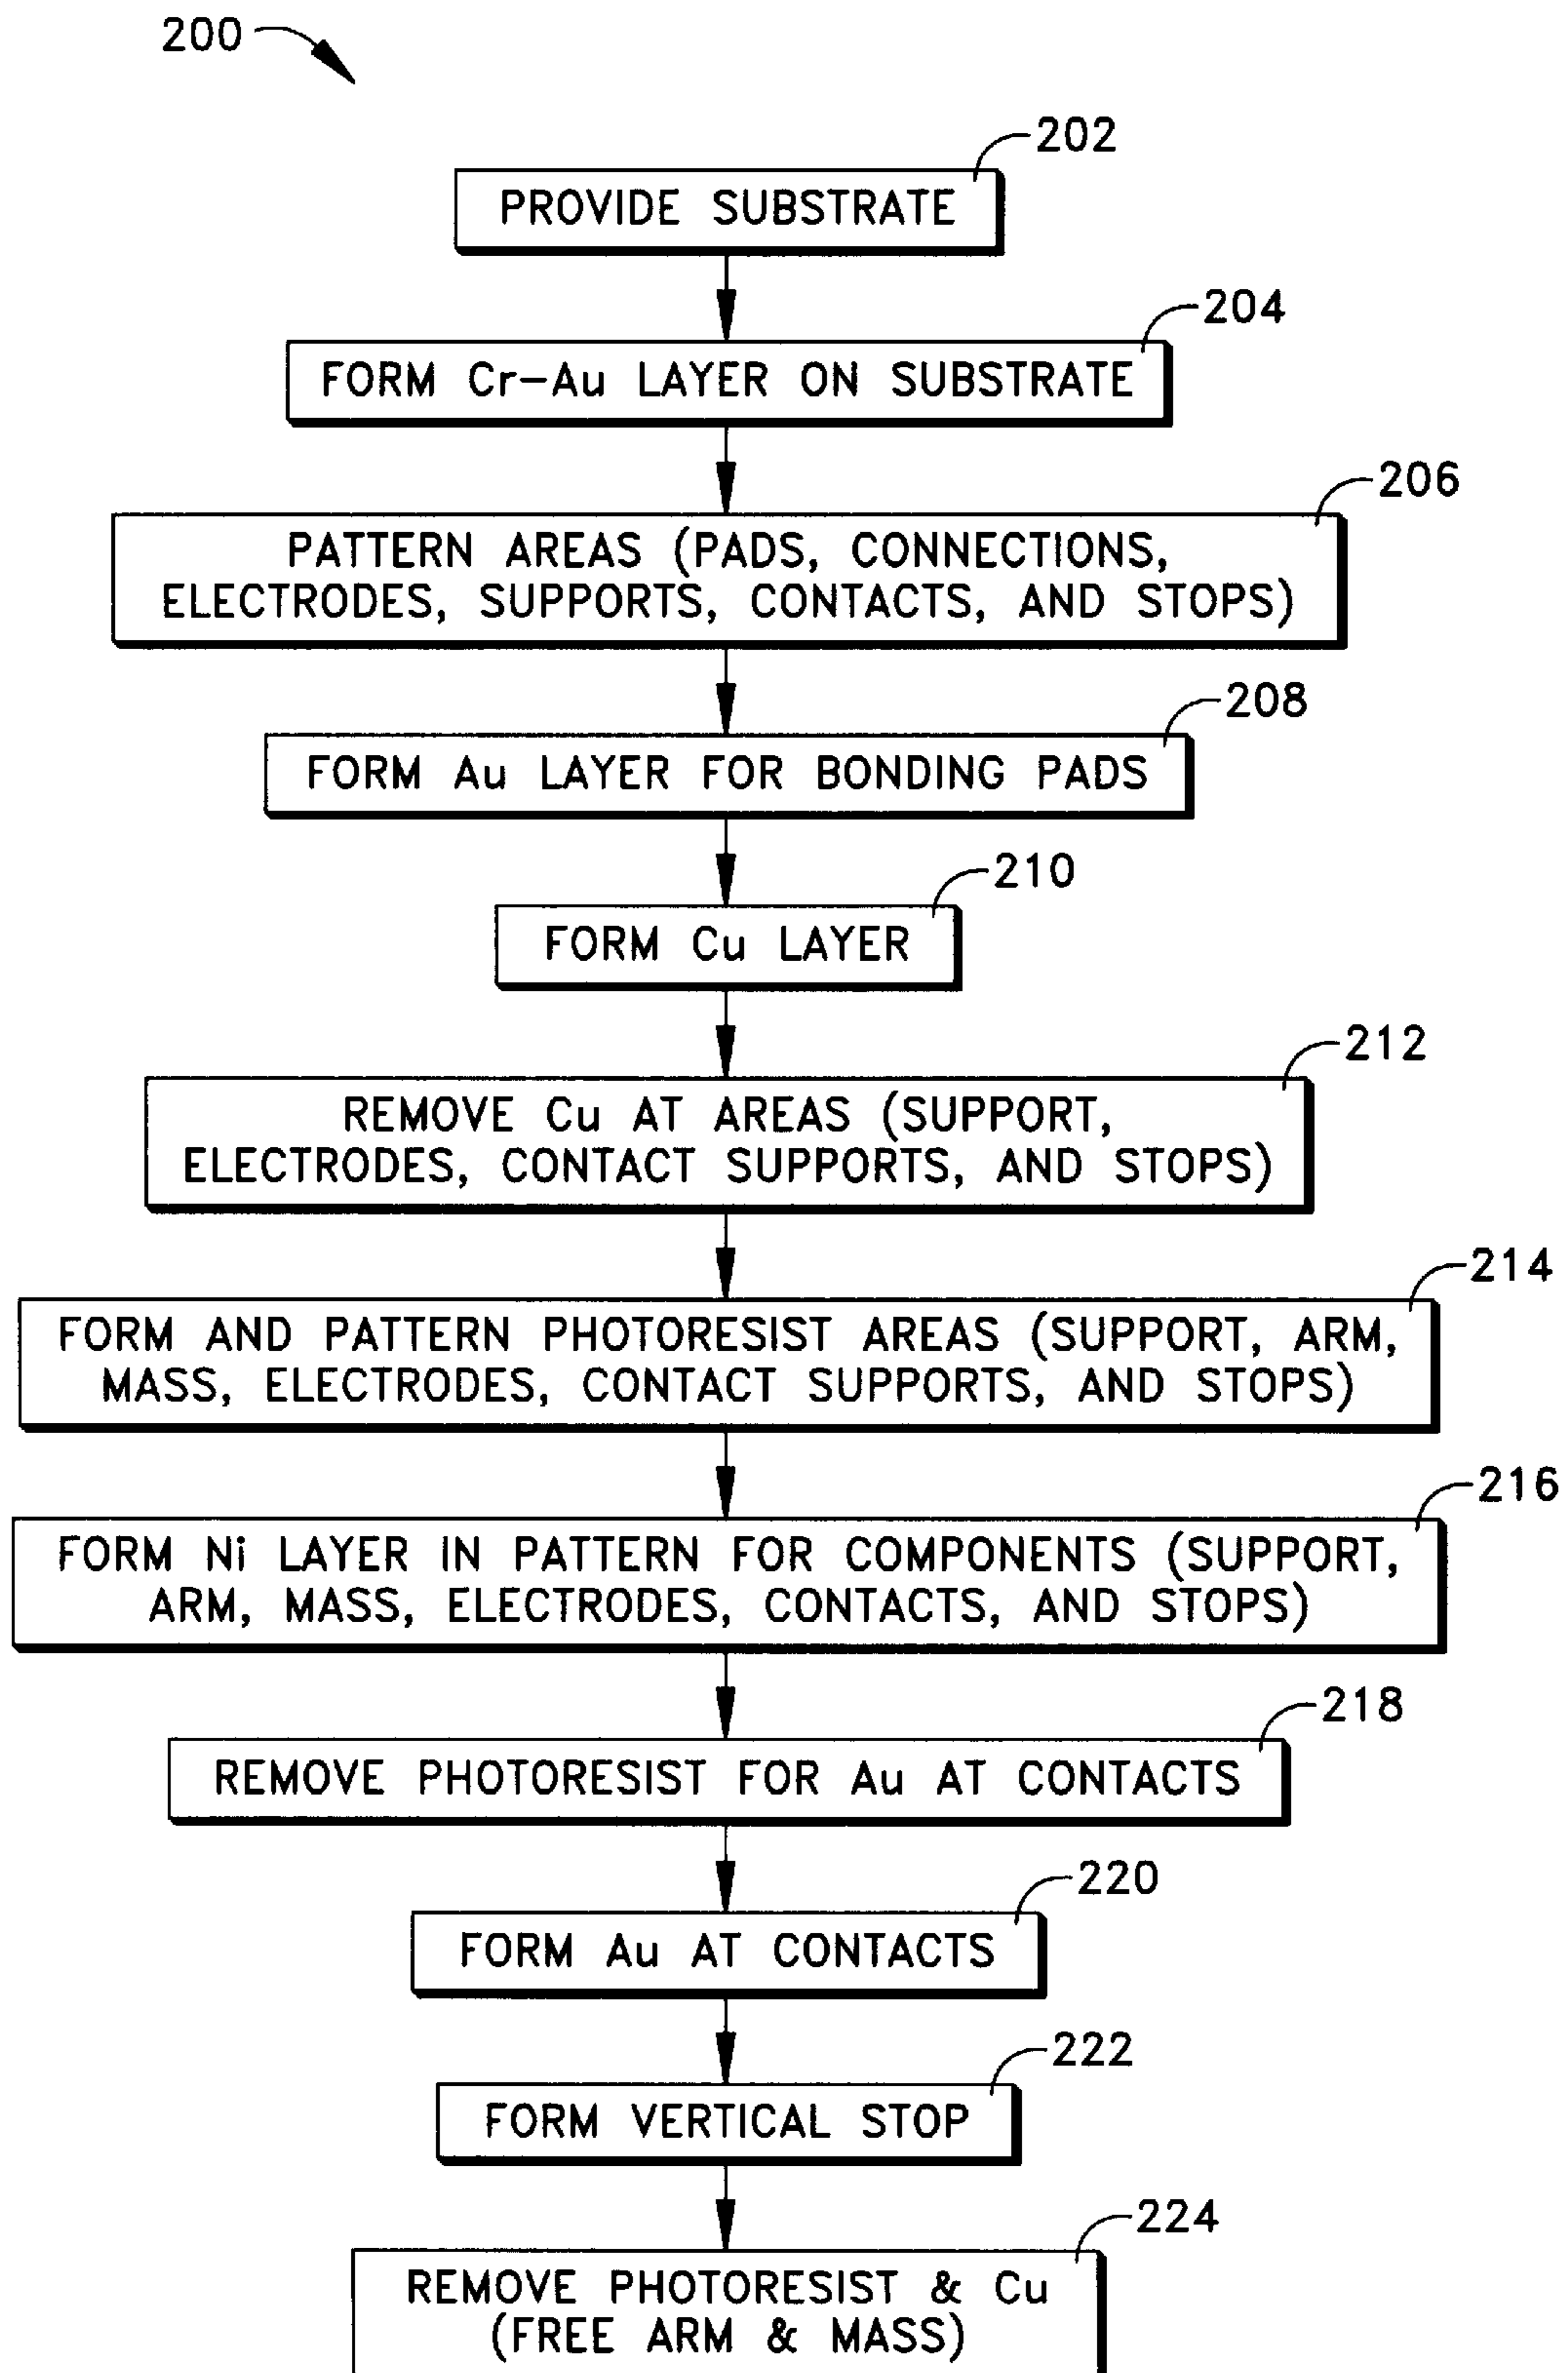 200
202
PROVIDE SUBSTRATE
204
FORM Cr-Au LAYER ON SUBSTRATE
206
PATTERN AREAS (PADS, CONNECTIONS,
ELECTRODES, SUPPORTS, CONTACTS, AND STOPS)
208
FORM Au LAYER FOR BONDING PADS
210
FORM Cu LAYER
212
REMOVE Cu AT AREAS (SUPPORT,
ELECTRODES, CONTACT SUPPORTS, AND STOPS)
214
FORM AND PATTERN PHOTORESIST AREAS (SUPPORT, ARM,
MASS, ELECTRODES, CONTACT SUPPORTS, AND STOPS)
216
FORM Ni LAYER IN PATTERN FOR COMPONENTS (SUPPORT,
ARM, MASS, ELECTRODES, CONTACTS, AND STOPS)
218
REMOVE PHOTORESIST FOR Au AT CONTACTS
220
FORM Au AT CONTACTS
222
FORM VERTICAL STOP
224
REMOVE PHOTORESIST & Cu
(FREE ARM & MASS)